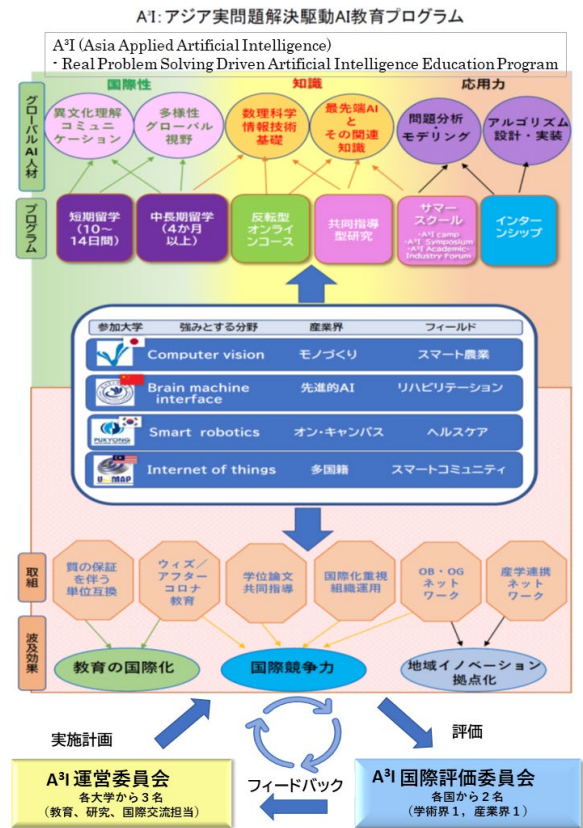 A³I: アジア実問題解決駆動AI教育プログラム
A³I (Asia Applied Artificial Intelligence)
- Real Problem Solving Driven Artificial Intelligence Education Program
国際性
知識
応用力
グローバルAI人材
異文化理解
コミュニ
ケーション
多様性
グローバル
視野
数理科学
情報技術
基礎
最先端AI
と
その関連
知識
問題分析
・
モデリング
アルゴリズム
設計・実装
プログラム
短期留学
(10~
14日間)
中長期留学
(4か月
以上)
反転型
オンライ
ンコース
共同指導
型研究
サマー
スクール
-A³I camp
-A³I Symposium
-A³I Academic-
Industry Forum
インター
ンシップ
参加大学 強みとする分野 産業界 フィールド
Computer vision モノづくり スマート農業
Brain machine
interface
先進的AI リハビリテーション
PUKYONG
Smart robotics オン・キャンパス ヘルスケア
UniMAP
Internet of things 多国籍 スマートコミュニティ
取組
質の保証
を伴う
単位互換
ウィズ/
アフター
コロナ
教育
学位論文
共同指導
国際化重視
組織運用
OB・OG
ネット
ワーク
産学連携
ネット
ワーク
波及効果
教育の国際化
国際競争力
地域イノベーション
拠点化
実施計画
評価
フィードバック
A³I 運営委員会
各大学から3名
(教育、研究、国際交流担当)
A³I 国際評価委員会
各国から2名
(学術界1, 産業界1)